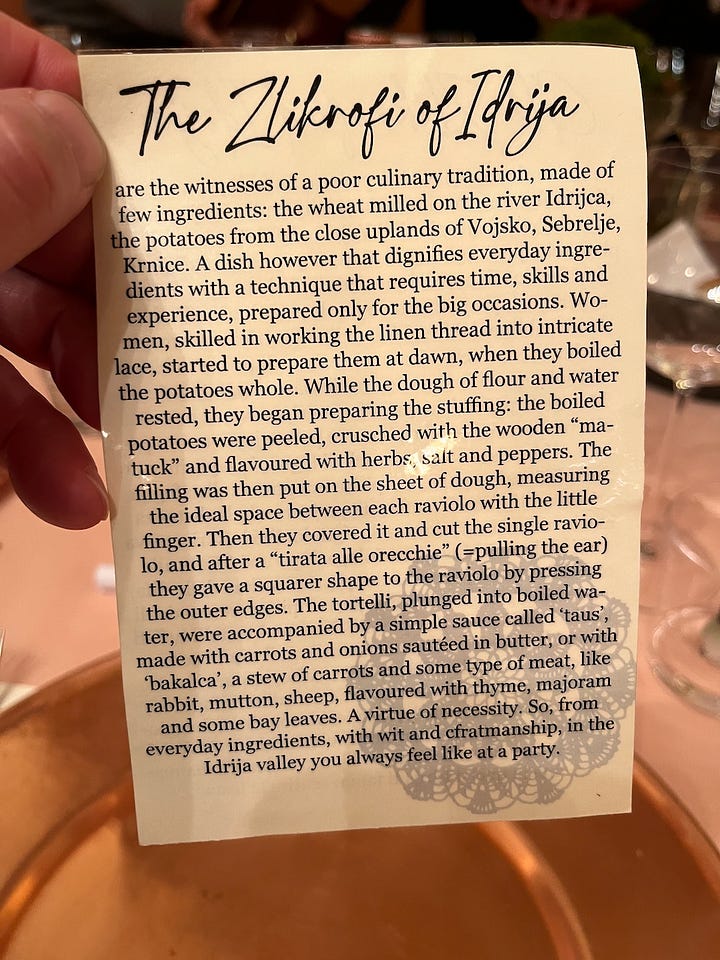 The Zlikrofi of Idrija
are the witnesses of a poor culinary tradition, made of
few ingredients: the wheat milled on the river Idrijca,
the potatoes from the close uplands of Vojsko, Sebrelje,
Krnice. A dish however that dignifies everyday ingre-
dients with a technique that requires time, skills and
experience, prepared only for the big occasions. Wo-
men, skilled in working the linen thread into intricate
lace, started to prepare them at dawn, when they boiled
the potatoes whole. While the dough of flour and water
rested, they began preparing the stuffing: the boiled
potatoes were peeled, crusched with the wooden “ma-
tuck” and flavoured with herbs, salt and peppers. The
filling was then put on the sheet of dough, measuring
the ideal space between each raviolo with the little
finger. Then they covered it and cut the single ravio-
lo, and after a “tirata alle orecchie” (=pulling the ear)
they gave a squarer shape to the raviolo by pressing
the outer edges. The tortelli, plunged into boiled wa-
ter, were accompanied by a simple sauce called ‘taus’,
made with carrots and onions sautéed in butter, or with
‘bakalca’, a stew of carrots and some type of meat, like
rabbit, mutton, sheep, flavoured with thyme, majoram
and some bay leaves. A virtue of necessity. So, from
everyday ingredients, with wit and cfratmanship, in the
Idrija valley you always feel like at a party.